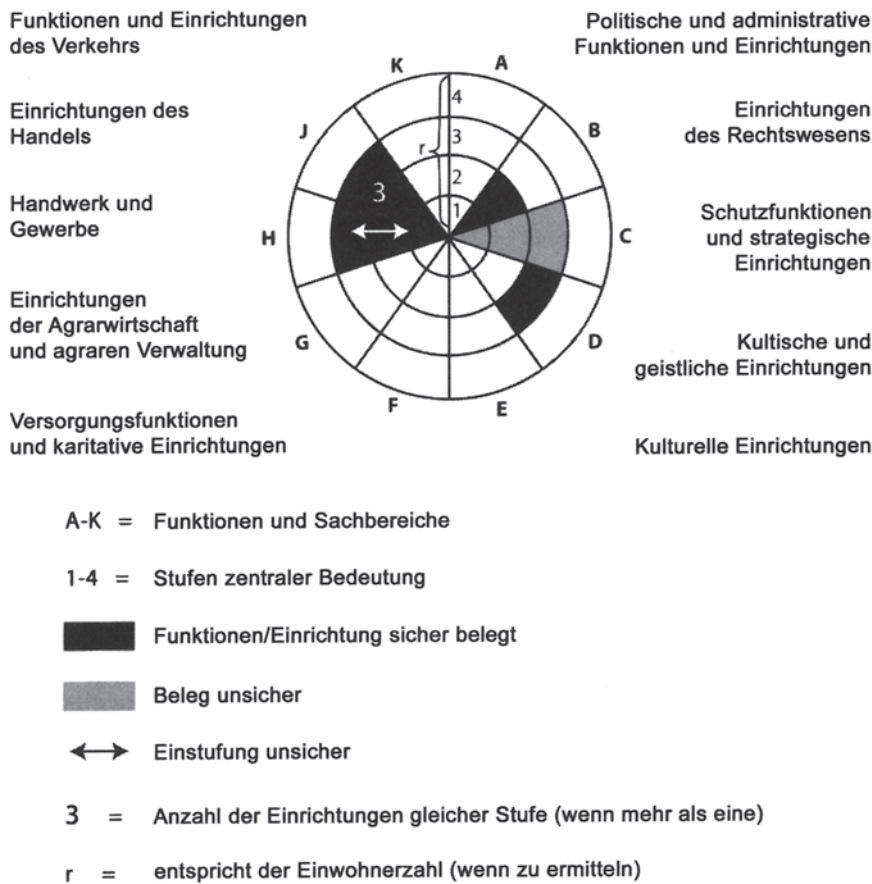 Funktionen und Einrichtungen
des Verkehrs
Politische und administrative
Funktionen und Einrichtungen
Einrichtungen des
Handels
Einrichtungen
des Rechtswesens
Handwerk und
Gewerbe
Schutzfunktionen
und strategische
Einrichtungen
Einrichtungen
der Agrarwirtschaft
und agraren Verwaltung
Kultische und
geistliche Einrichtungen
Versorgungsfunktionen
und karitative Einrichtungen
Kulturelle Einrichtungen
K
A
J
B
H
C
G
D
F
E
4
3
r
2
1
3
A-K = Funktionen und Sachbereiche
1-4 = Stufen zentraler Bedeutung
Funktionen/Einrichtung sicher belegt
Beleg unsicher
Einstufung unsicher
3 = Anzahl der Einrichtungen gleicher Stufe (wenn mehr als eine)
r = entspricht der Einwohnerzahl (wenn zu ermitteln)